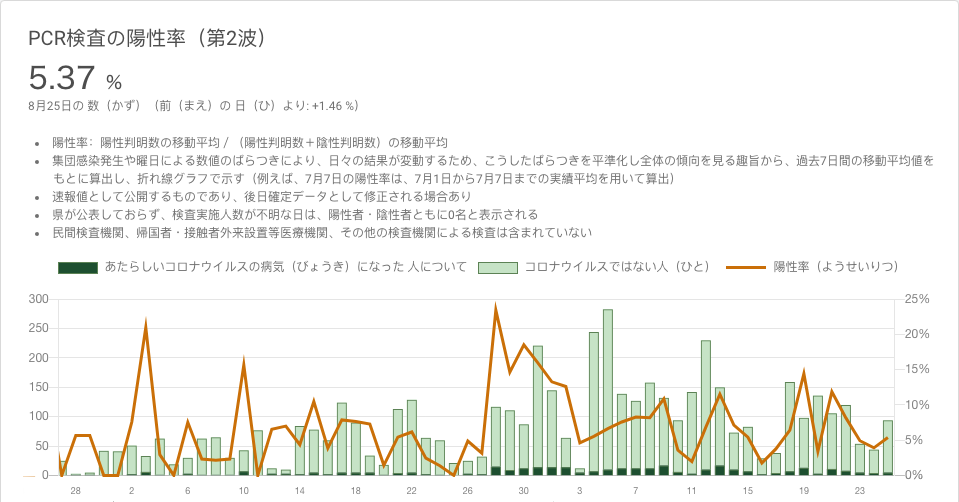 PCR検査の陽性率（第2波）
5.37 %
8月25日の 数（かず）（前（まえ）の 日（ひ）より: +1.46 %）
• 陽性率： 陽性判明数の移動平均 / （陽性判明数＋陰性判明数）の移動平均
• 集団感染発生や曜日による数値のばらつきにより、日々の結果が変動するため、こうしたばらつきを平準化し全体の傾向を見る趣旨から、過去7日間の移動平均値を
もとに算出し、折れ線グラフで示す（例えば、7月7日の陽性率は、7月1日から7月7日までの実績平均を用いて算出）
• 速報値として公開するものであり、後日確定データとして修正される場合あり
• 県が公表しておらず、検査実施人数が不明な日は、陽性者・陰性者ともに0名と表示される
• 民間検査機関、帰国者・接触者外来設置等医療機関、その他の検査機関による検査は含まれていない
あたらしいコロナウイルスの病気（びょうき）になった 人について コロナウイルスではない人（ひと） 陽性率（ようせいりつ）
300 25%
250 20%
200 15%
150
100 10%
50 5%
0 0%
28 2 6 10 14 18 22 26 30 3 7 11 15 19 23